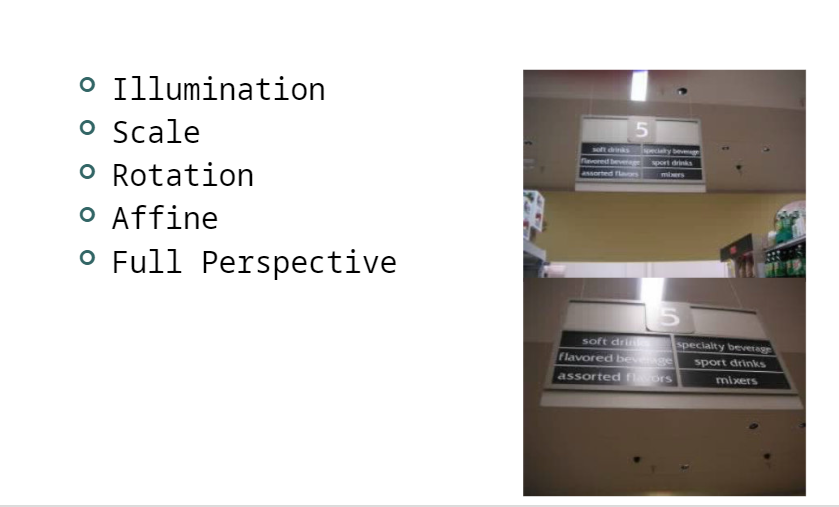 Illumination
Scale
Rotation
Affine
Full Perspective
5
soft drinks specialty beverage
flavored beverage sport drinks
assorted flavors mixers
5
soft drinks specialty beverage
flavored beverage sport drinks
assorted flavors mixers